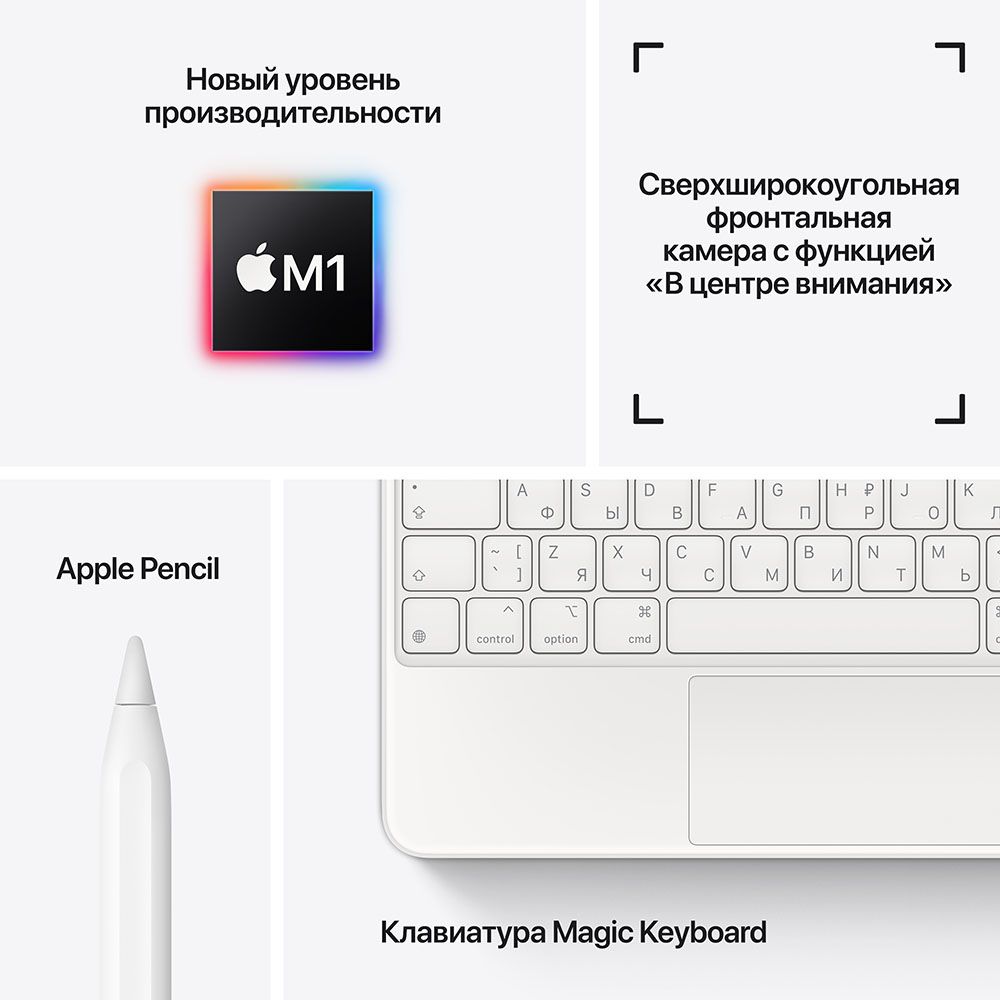 Новый уровень
производительности
M1
Сверхширокоугольная
фронтальная
камера с функцией
«В центре внимания»
Apple Pencil
A Ф S Ы D В F А G П H ₽ Р J О K Л
~ [ ` ] Z Я X Ч C С V М B И N Т M Ь
control option cmd
Клавиатура Magic Keyboard